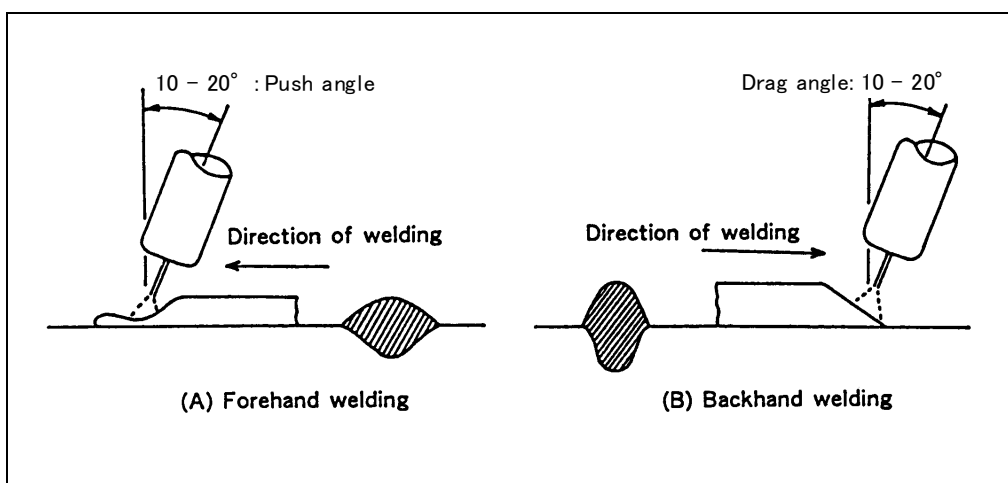 10 – 20° : Push angle
Drag angle: 10 – 20°
Direction of welding
Direction of welding
(A) Forehand welding
(B) Backhand welding